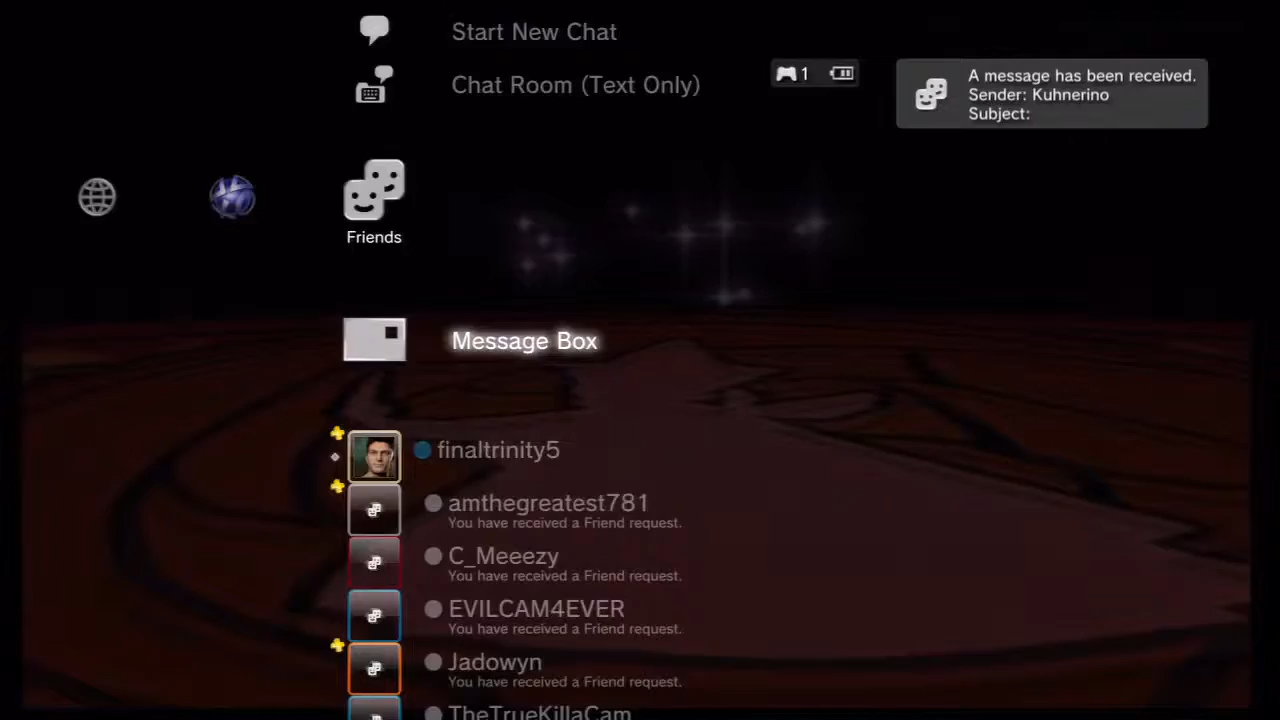 Start New Chat
Chat Room (Text Only)
1
A message has been received.
Sender: Kuhnerino
Subject:
Friends
Message Box
finaltrinity5
amthegreatest781
You have received a Friend request.
C_Meeezy
You have received a Friend request.
EVILCAM4EVER
You have received a Friend request.
Jadowyn
You have received a Friend request.
TheTrueKillaCam